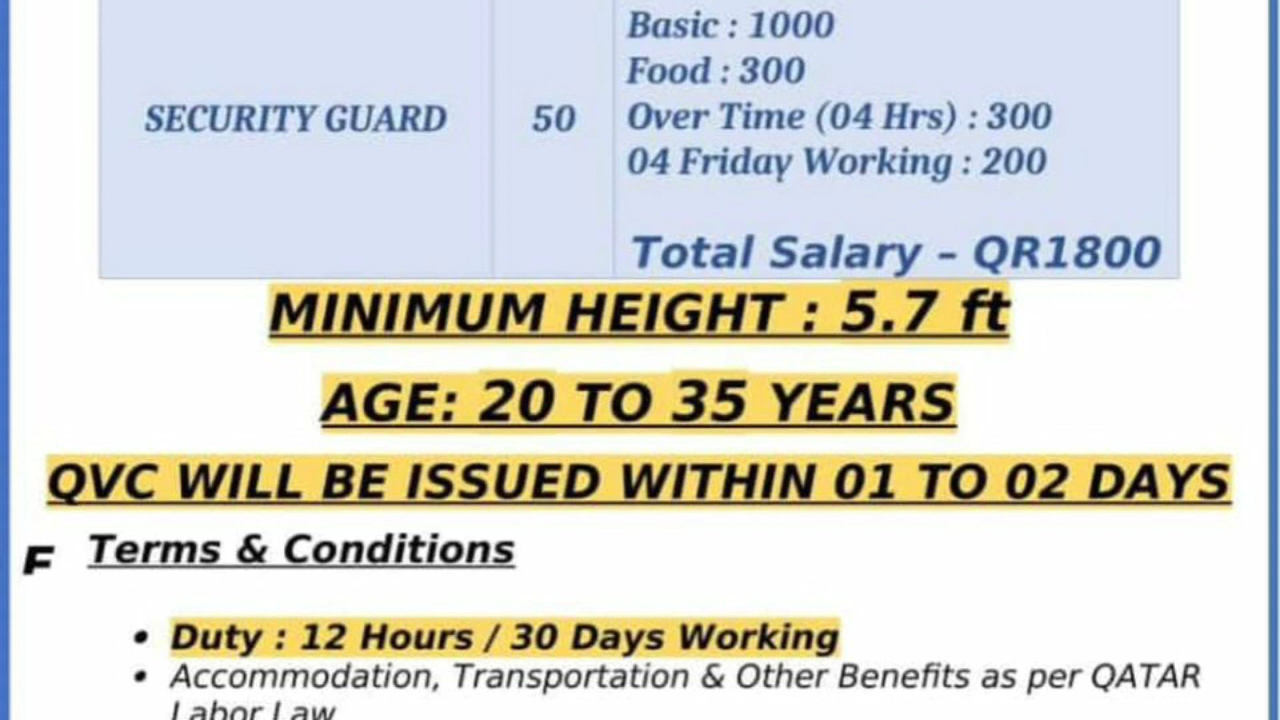 Basic : 1000
Food : 300
SECURITY GUARD 50 Over Time (04 Hrs) : 300
04 Friday Working : 200
Total Salary – QR1800
MINIMUM HEIGHT : 5.7 ft
AGE: 20 TO 35 YEARS
QVC WILL BE ISSUED WITHIN 01 TO 02 DAYS
Terms & Conditions
• Duty : 12 Hours / 30 Days Working
• Accommodation, Transportation & Other Benefits as per QATAR
Labor Law